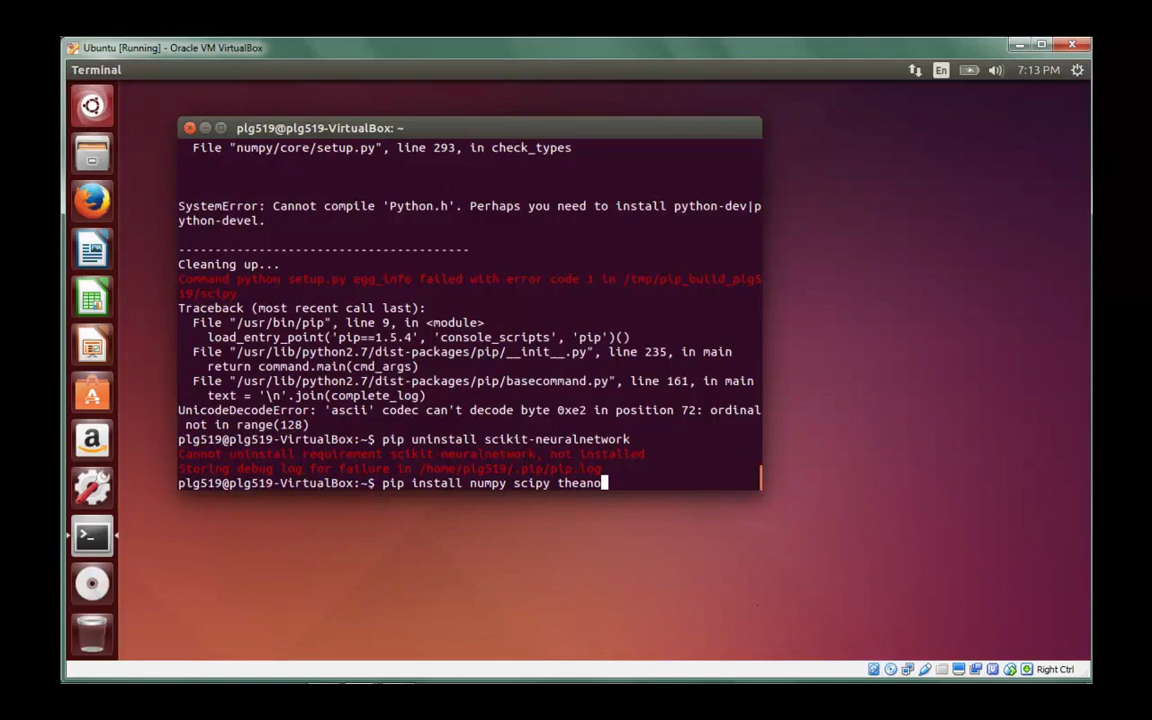 Ubuntu [Running] - Oracle VM VirtualBox
Terminal
En
7:13 PM
plg519@plg519-VirtualBox: ~
File "numpy/core/setup.py", line 293, in check_types
SystemError: Cannot compile 'Python.h'. Perhaps you need to install python-dev|p
ython-devel.
----------------------------------------
Cleaning up...
Command python setup.py egg_info failed with error code 1 in /tmp/pip_build_plg5
19/scipy
Traceback (most recent call last):
File "/usr/bin/pip", line 9, in <module>
load_entry_point('pip==1.5.4', 'console_scripts', 'pip')()
File "/usr/lib/python2.7/dist-packages/pip/__init__.py", line 235, in main
return command.main(cmd_args)
File "/usr/lib/python2.7/dist-packages/pip/basecommand.py", line 161, in main
text = '\n'.join(complete_log)
UnicodeDecodeError: 'ascii' codec can't decode byte 0xe2 in position 72: ordinal
not in range(128)
plg519@plg519-VirtualBox:~$ pip uninstall scikit-neuralnetwork
Cannot uninstall requirement scikit-neuralnetwork, not installed
Storing debug log for failure in /home/plg519/.pip/pip.log
plg519@plg519-VirtualBox:~$ pip install numpy scipy theano
Right Ctrl